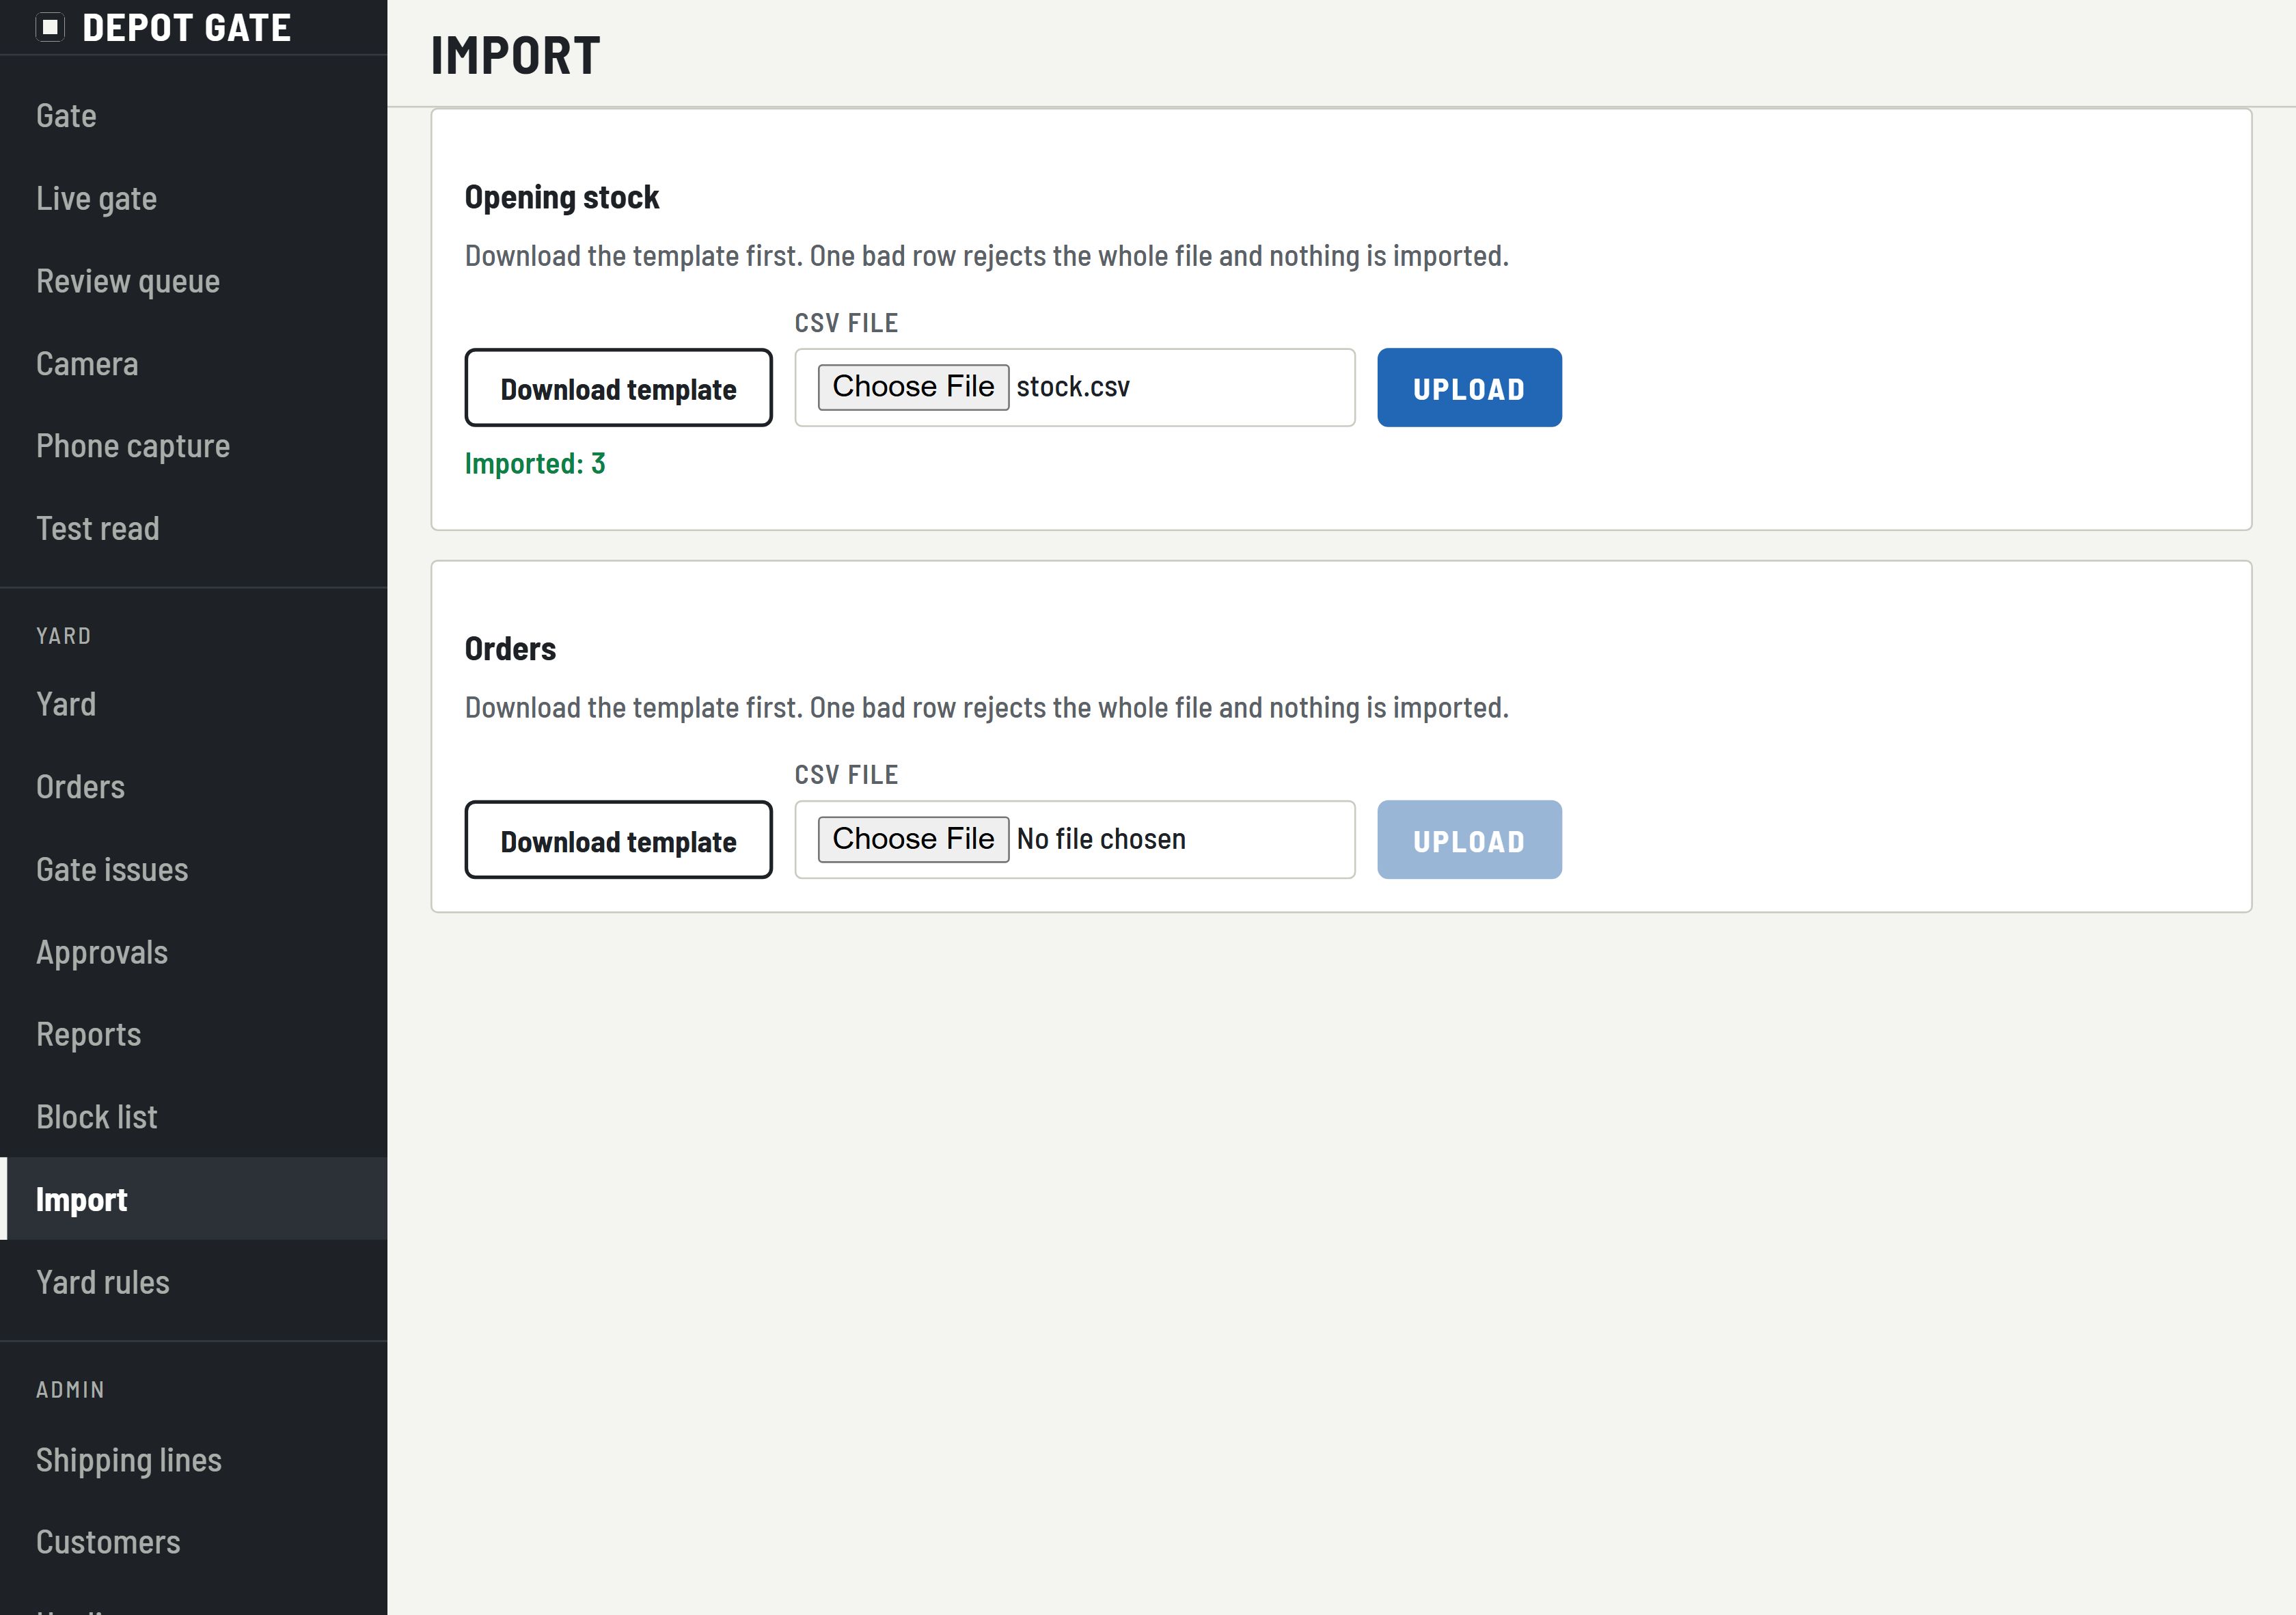 DEPOT GATE
Gate
Live gate
Review queue
Camera
Phone capture
Test read
YARD
Yard
Orders
Gate issues
Approvals
Reports
Block list
Import
Yard rules
ADMIN
Shipping lines
Customers
IMPORT
Opening stock
Download the template first. One bad row rejects the whole file and nothing is imported.
CSV FILE
Download template Choose File stock.csv UPLOAD
Imported: 3
Orders
Download the template first. One bad row rejects the whole file and nothing is imported.
CSV FILE
Download template Choose File No file chosen UPLOAD